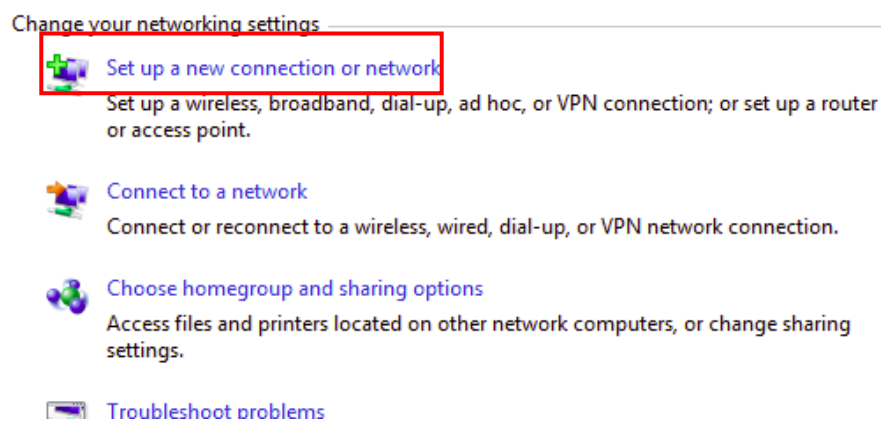 Change your networking settings
Set up a new connection or network
Set up a wireless, broadband, dial-up, ad hoc, or VPN connection; or set up a router
or access point.
Connect to a network
Connect or reconnect to a wireless, wired, dial-up, or VPN network connection.
Choose homegroup and sharing options
Access files and printers located on other network computers, or change sharing
settings.
Troubleshoot problems